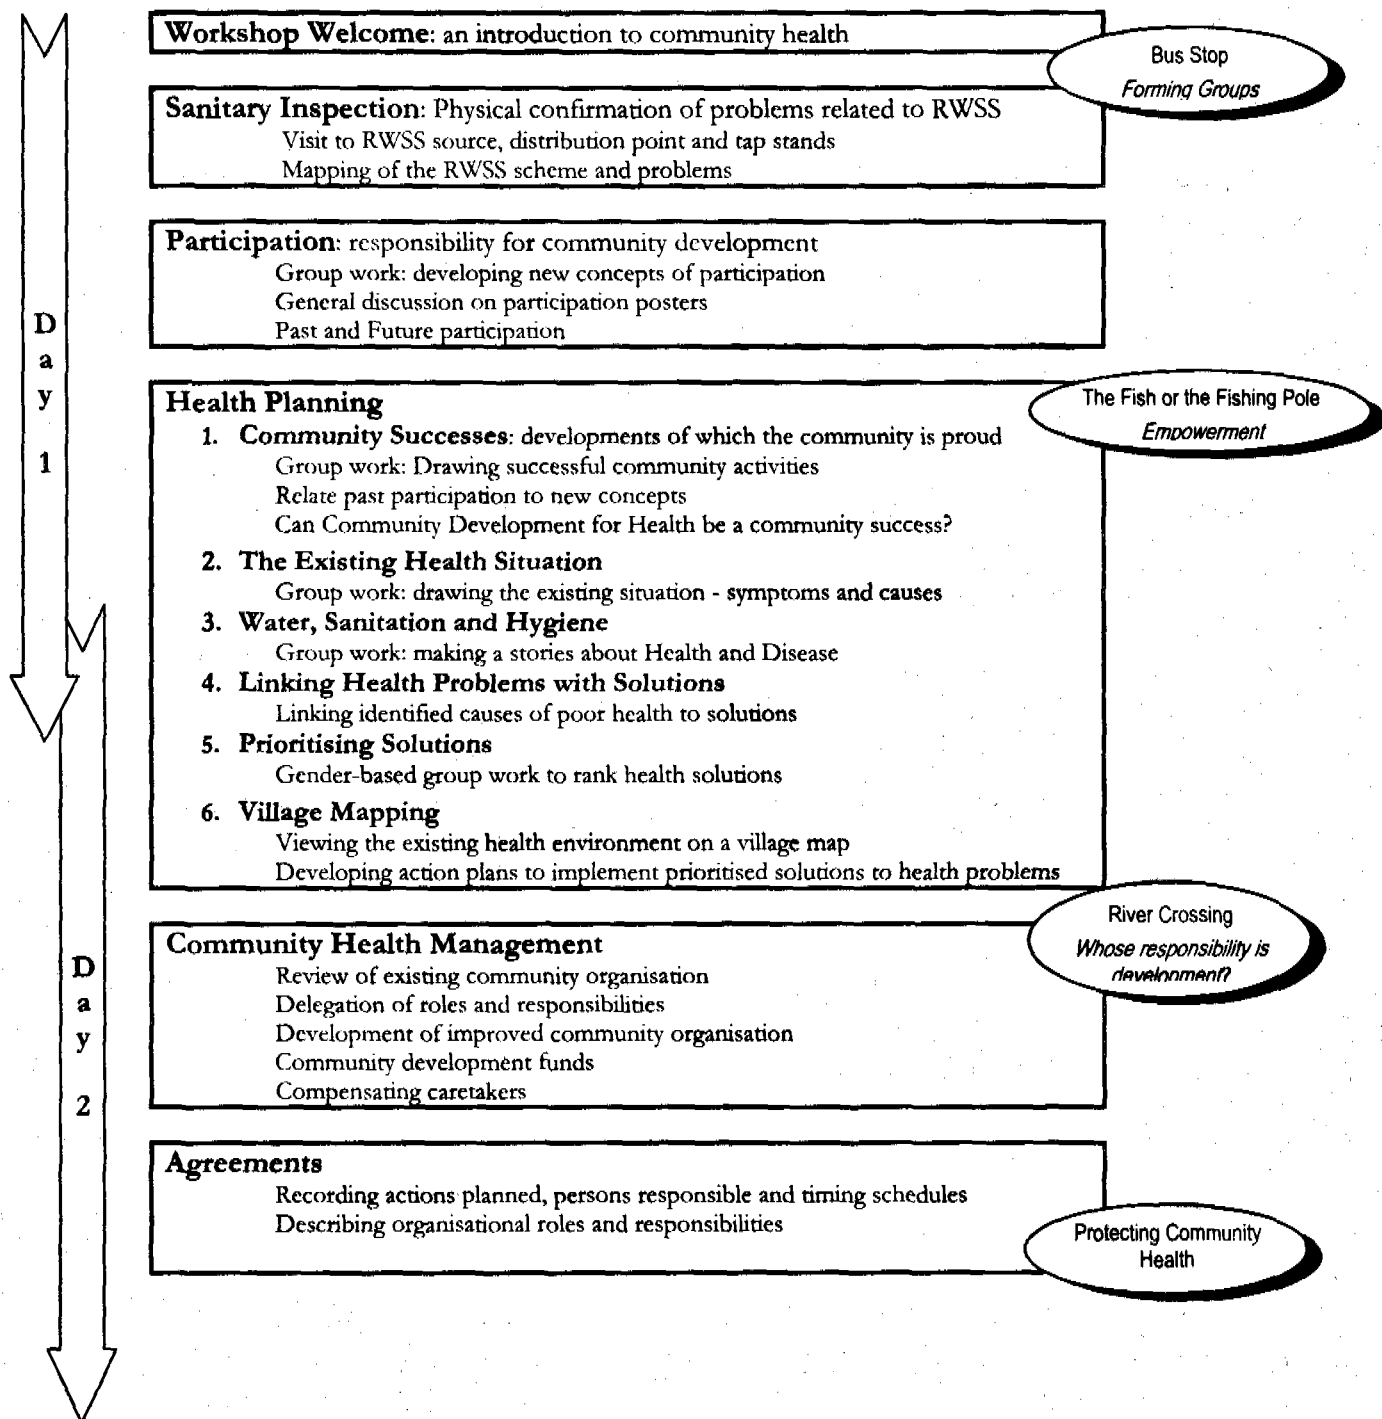 Workshop Welcome: an introduction to community health
Bus Stop
Forming Groups
Sanitary Inspection: Physical confirmation of problems related to RWSS
Visit to RWSS source, distribution point and tap stands
Mapping of the RWSS scheme and problems
Participation: responsibility for community development
Group work: developing new concepts of participation
General discussion on participation posters
Past and Future participation
Day 1
Health Planning
The Fish or the Fishing Pole
Empowerment
1. Community Successes: developments of which the community is proud
Group work: Drawing successful community activities
Relate past participation to new concepts
Can Community Development for Health be a community success?
2. The Existing Health Situation
Group work: drawing the existing situation - symptoms and causes
3. Water, Sanitation and Hygiene
Group work: making a stories about Health and Disease
4. Linking Health Problems with Solutions
Linking identified causes of poor health to solutions
5. Prioritising Solutions
Gender-based group work to rank health solutions
6. Village Mapping
Viewing the existing health environment on a village map
Developing action plans to implement prioritised solutions to health problems
River Crossing
Whose responsibility is
development?
Day 2
Community Health Management
Review of existing community organisation
Delegation of roles and responsibilities
Development of improved community organisation
Community development funds
Compensating caretakers
Agreements
Recording actions planned, persons responsible and timing schedules
Describing organisational roles and responsibilities
Protecting Community
Health